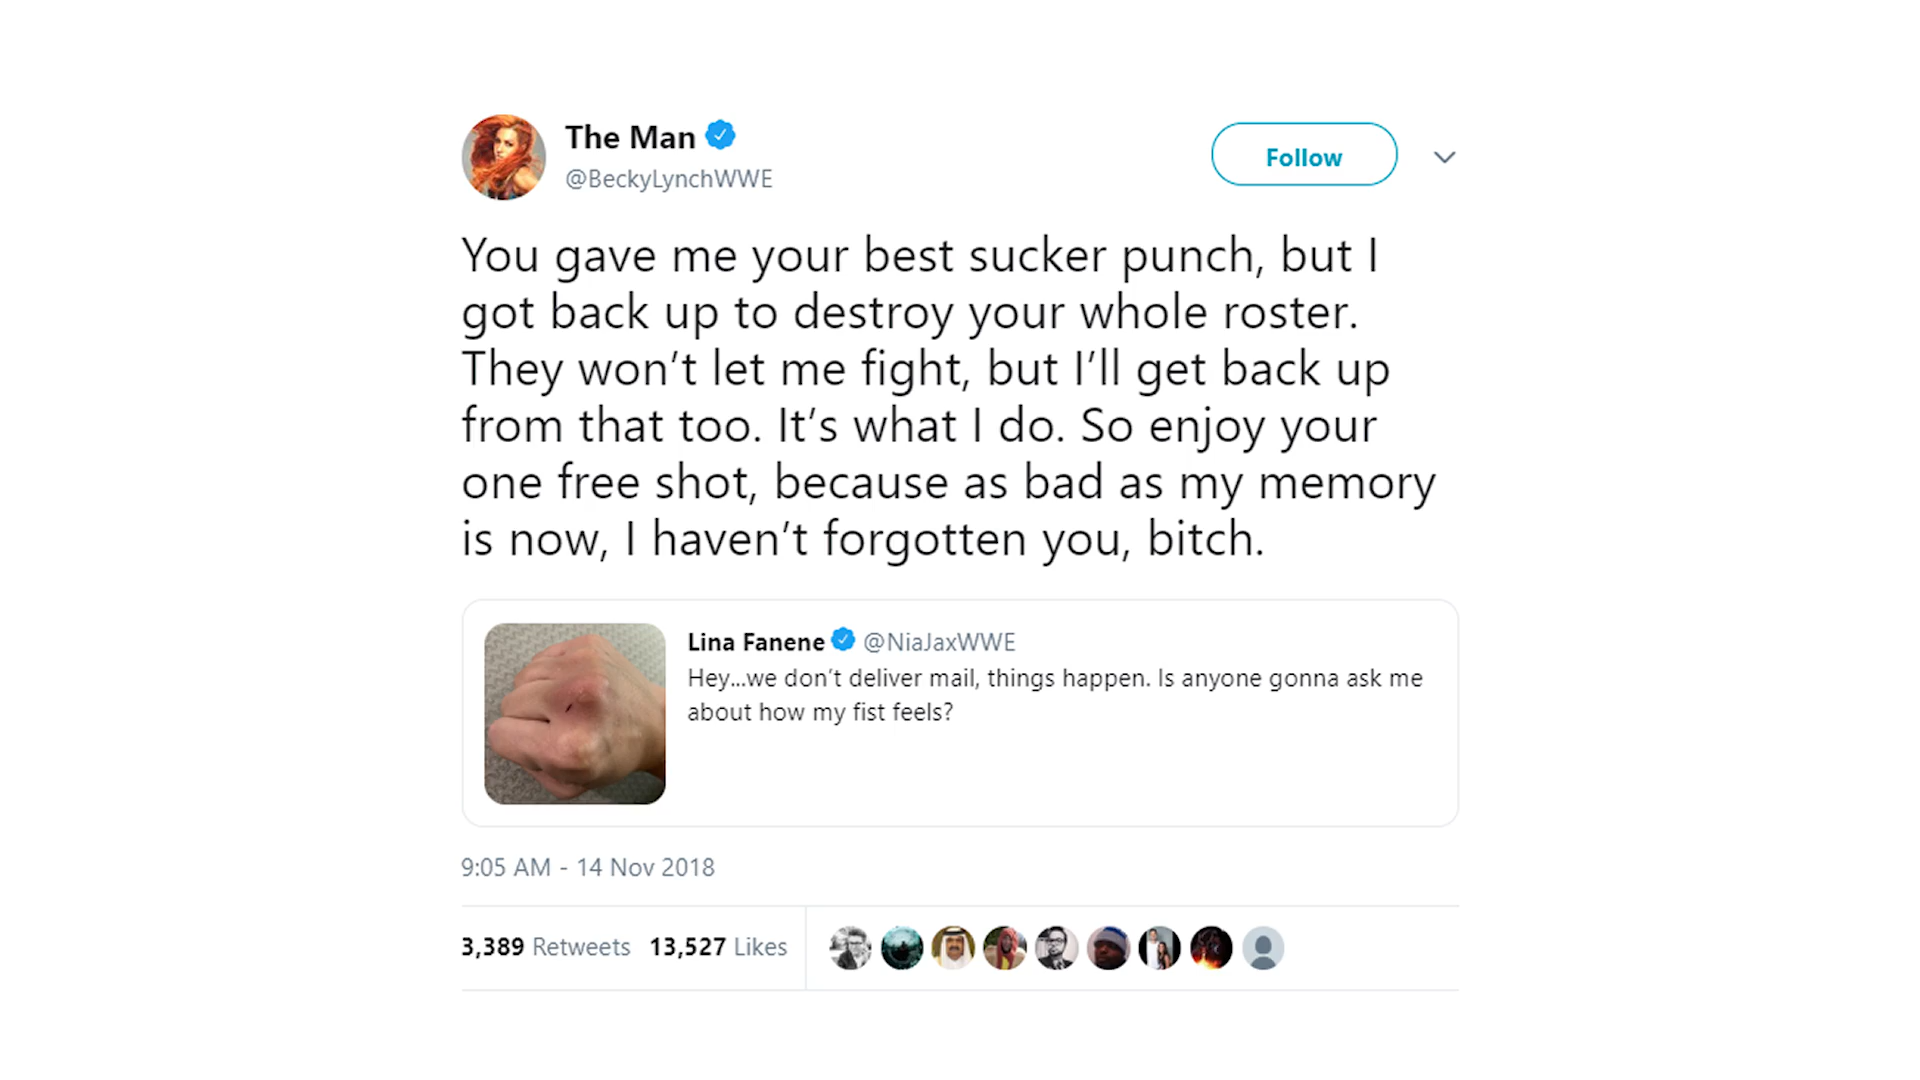 The Man
@BeckyLynchWWE
Follow
You gave me your best sucker punch, but I
got back up to destroy your whole roster.
They won’t let me fight, but I’ll get back up
from that too. It’s what I do. So enjoy your
one free shot, because as bad as my memory
is now, I haven’t forgotten you, bitch.
Lina Fanene @NiaJaxWWE
Hey...we don’t deliver mail, things happen. Is anyone gonna ask me
about how my fist feels?
9:05 AM - 14 Nov 2018
3,389 Retweets 13,527 Likes